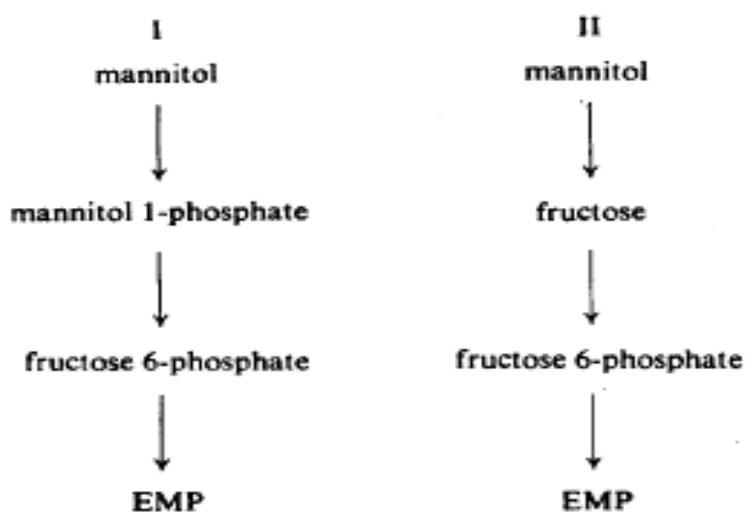 I
mannitol
mannitol 1-phosphate
fructose 6-phosphate
EMP
II
mannitol
fructose
fructose 6-phosphate
EMP